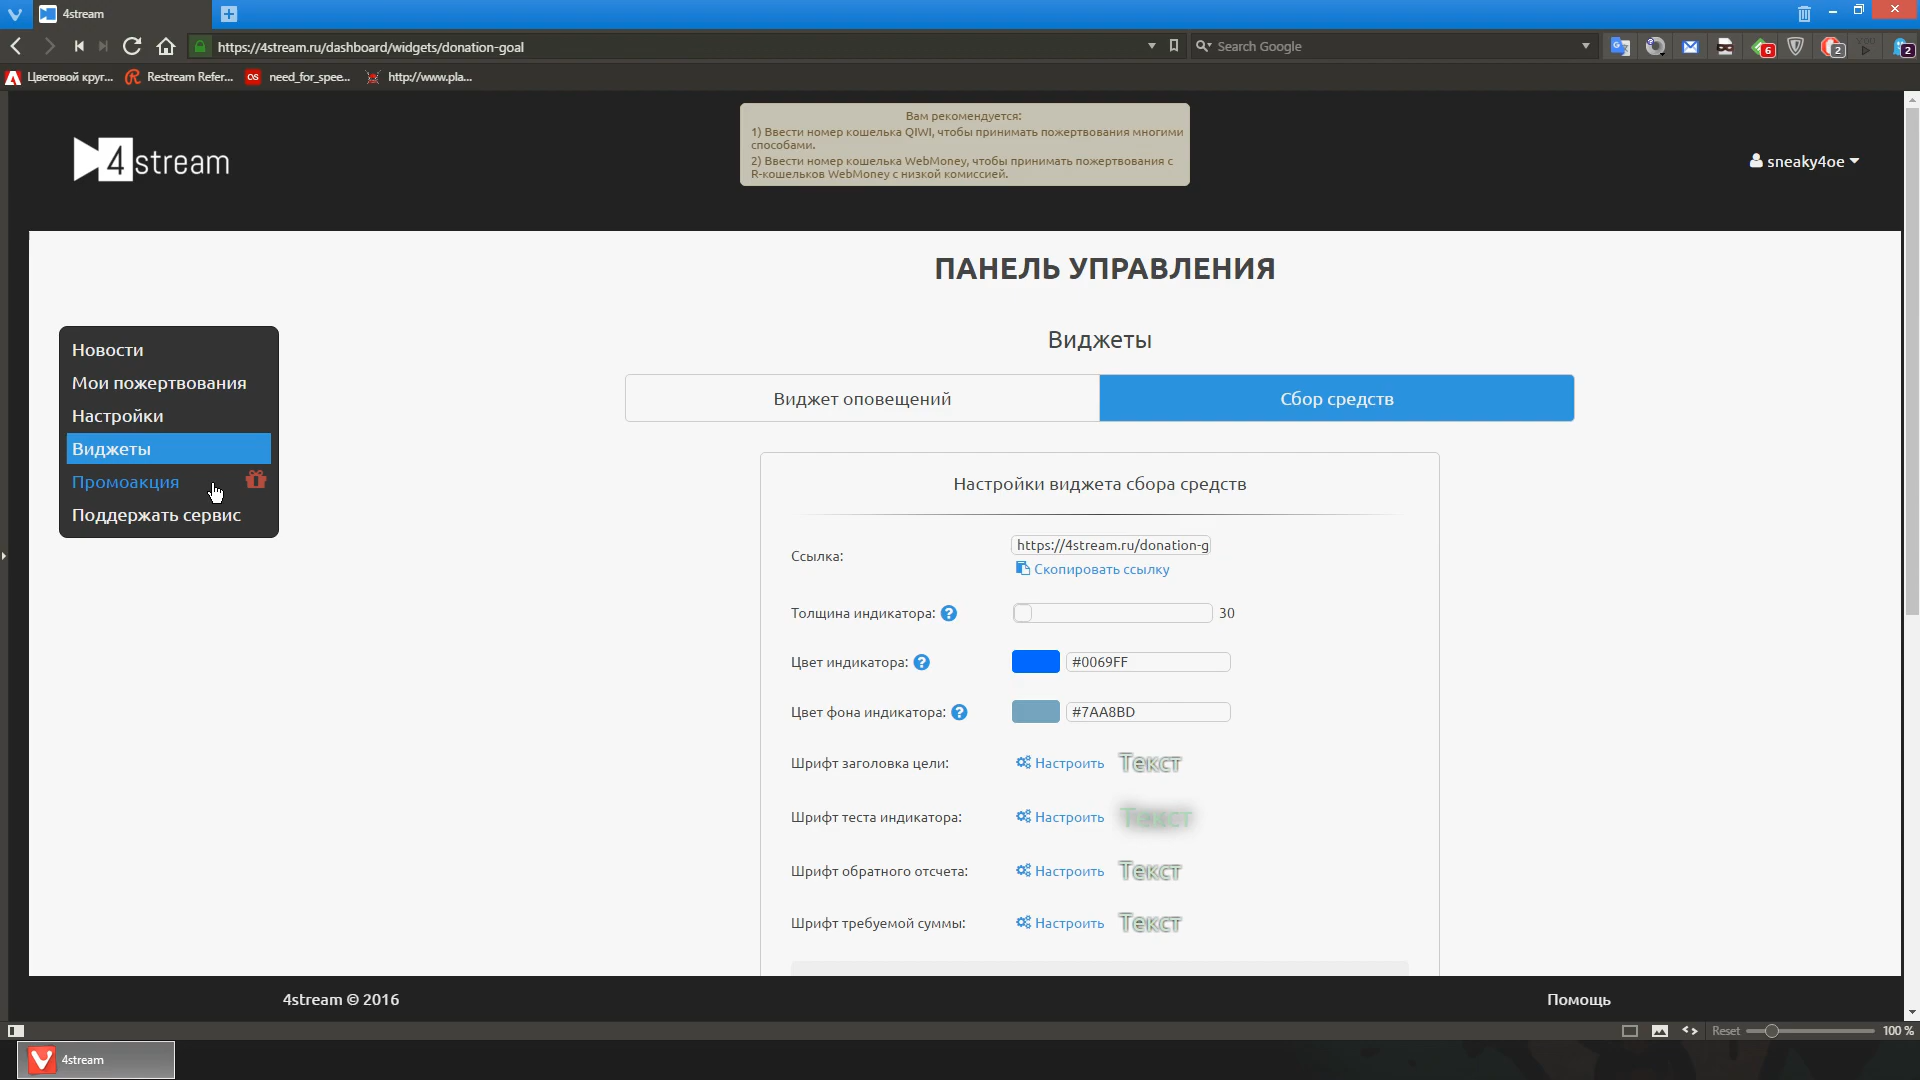 4stream
https://4stream.ru/dashboard/widgets/donation-goal
Search Google
6
2
2
Цветовой круг...
Restream Refer...
need_for_spee...
http://www.pla...
4stream
Вам рекомендуется:
1) Ввести номер кошелька QIWI, чтобы принимать пожертвования многими
способами.
2) Ввести номер кошелька WebMoney, чтобы принимать пожертвования с
R-кошельков WebMoney с низкой комиссией.
sneaky4oe
ПАНЕЛЬ УПРАВЛЕНИЯ
Новости
Мои пожертвования
Настройки
Виджеты
Промоакция
Поддержать сервис
Виджеты
Виджет оповещений
Сбор средств
Настройки виджета сбора средств
Ссылка:
https://4stream.ru/donation-g
Скопировать ссылку
Толщина индикатора: ?
30
Цвет индикатора: ?
#0069FF
Цвет фона индикатора: ?
#7AA8BD
Шрифт заголовка цели:
Настроить
Текст
Шрифт теста индикатора:
Настроить
Текст
Шрифт обратного отсчета:
Настроить
Текст
Шрифт требуемой суммы:
Настроить
Текст
4stream © 2016
Помощь
Reset
100 %
4stream